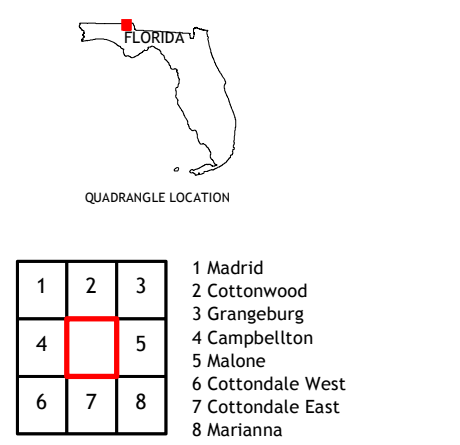 FLORIDA
QUADRANGLE LOCATION
1 2 3
4 5
6 7 8
1 Madrid
2 Cottonwood
3 Grangeburg
4 Campbellton
5 Malone
6 Cottondale West
7 Cottondale East
8 Marianna